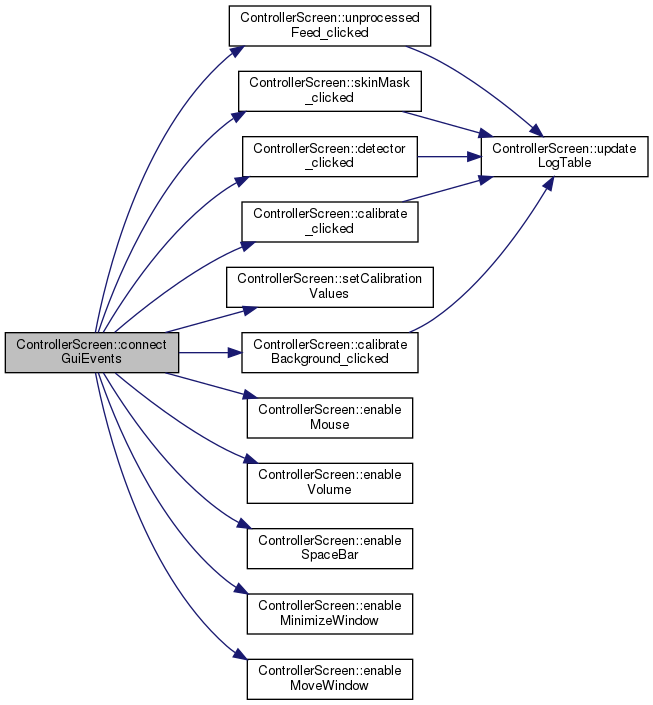 ControllerScreen::unprocessed
Feed_clicked
ControllerScreen::skinMask
_clicked
ControllerScreen::detector
_clicked
ControllerScreen::update
LogTable
ControllerScreen::calibrate
_clicked
ControllerScreen::setCalibration
Values
ControllerScreen::connect
GuiEvents
ControllerScreen::calibrate
Background_clicked
ControllerScreen::enable
Mouse
ControllerScreen::enable
Volume
ControllerScreen::enable
SpaceBar
ControllerScreen::enable
MinimizeWindow
ControllerScreen::enable
MoveWindow